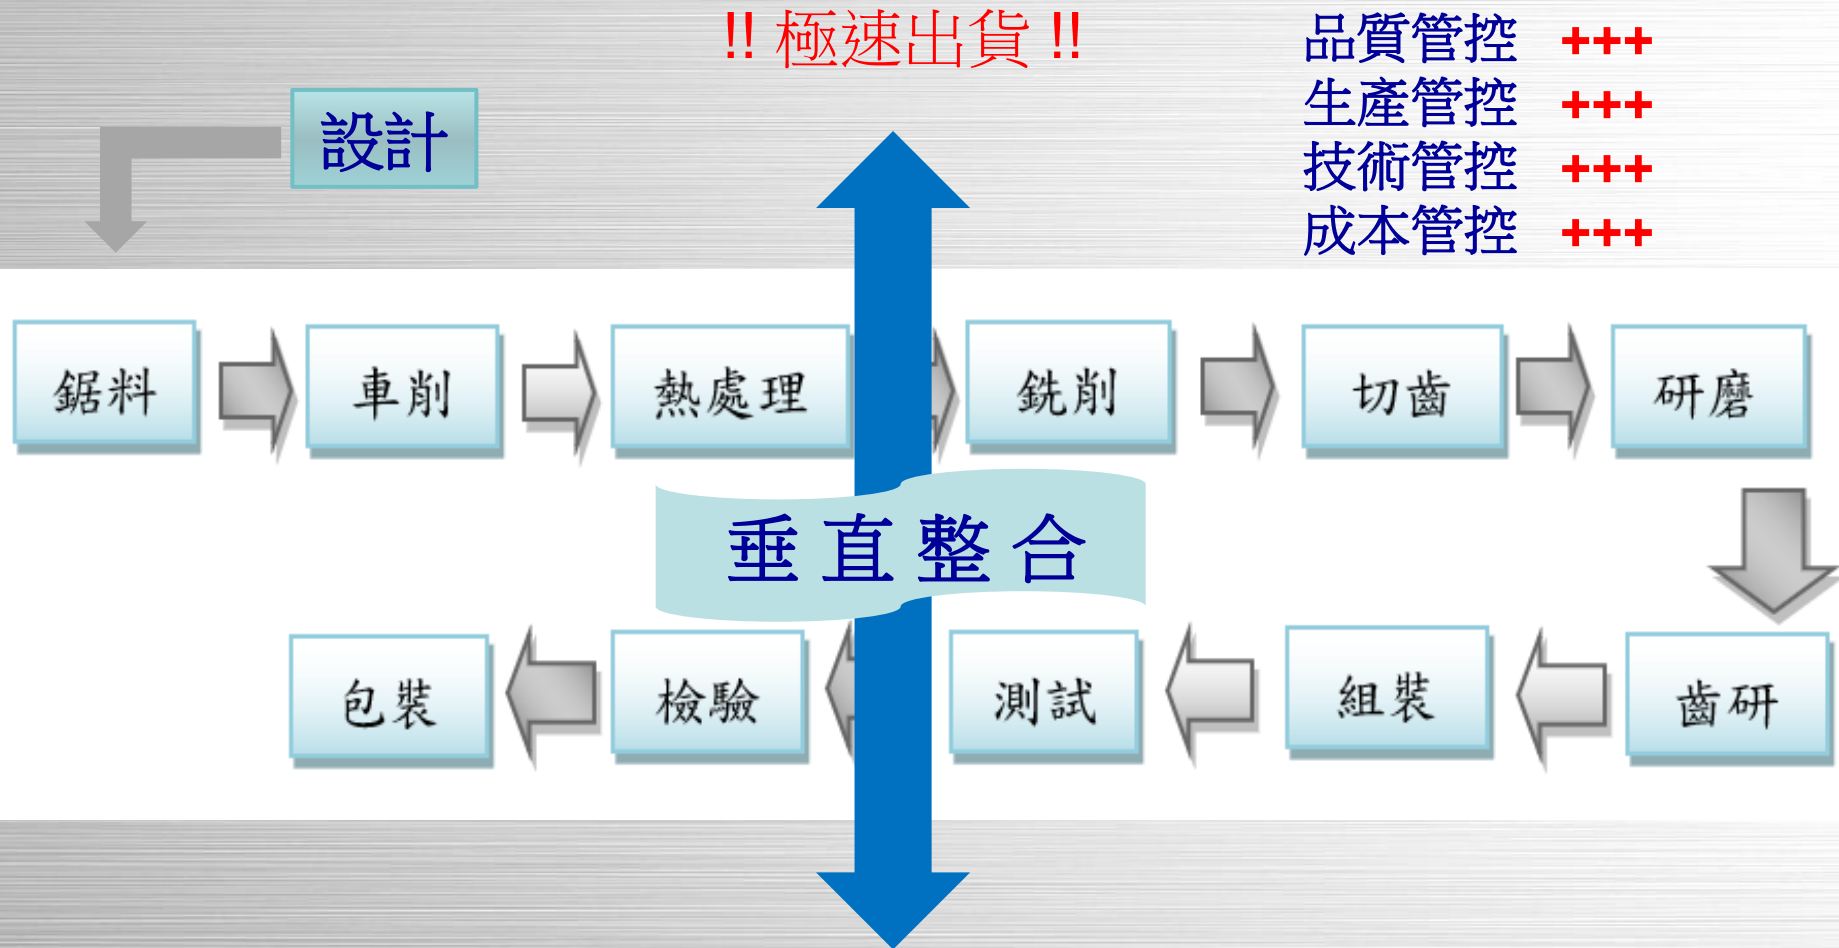 !! 極速出貨 !!
品質管控 +++
生產管控 +++
技術管控 +++
成本管控 +++
設計
鋸料
車削
熱處理
銑削
切齒
研磨
垂直整合
齒研
組裝
測試
檢驗
包裝